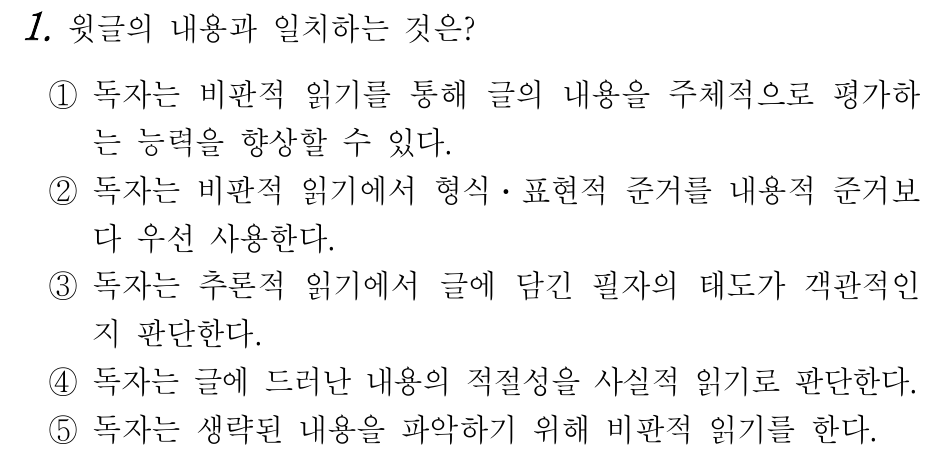 1. 윗글의 내용과 일치하는 것은?
① 독자는 비판적 읽기를 통해 글의 내용을 주체적으로 평가하
는 능력을 향상할 수 있다.
② 독자는 비판적 읽기에서 형식·표현적 준거를 내용적 준거보
다 우선 사용한다.
③ 독자는 추론적 읽기에서 글에 담긴 필자의 태도가 객관적인
지 판단한다.
④ 독자는 글에 드러난 내용의 적절성을 사실적 읽기로 판단한다.
⑤ 독자는 생략된 내용을 파악하기 위해 비판적 읽기를 한다.